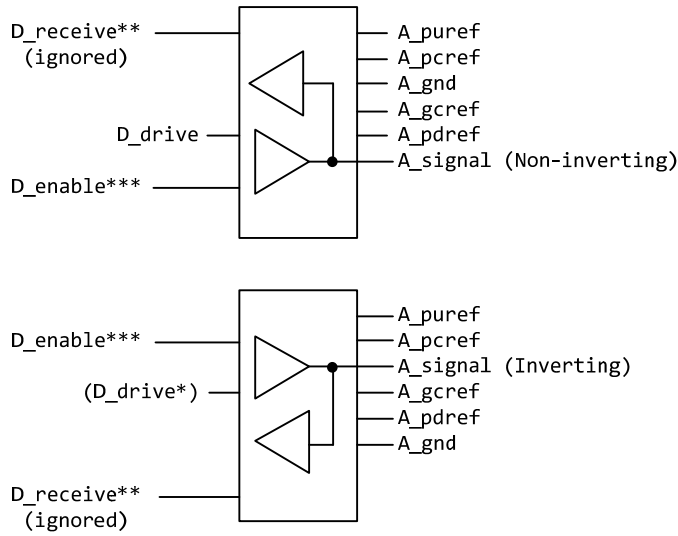 D_receive**
(ignored)
D_drive
D_enable***
A_puref
A_pcref
A_gnd
A_gcref
A_pdref
A_signal (Non-inverting)
D_enable***
(D_drive*)
D_receive**
(ignored)
A_puref
A_pcref
A_signal (Inverting)
A_gcref
A_pdref
A_gnd